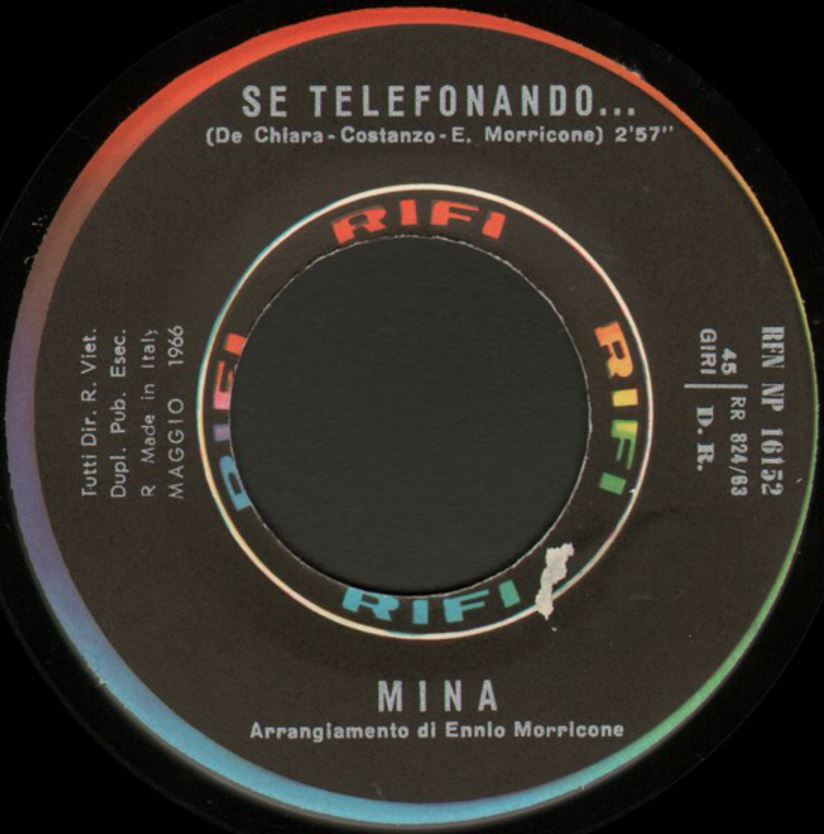 SE TELEFONANDO...
(De Chiara-Costanzo-E. Morricone) 2'57"
RIFI
RIFI
RIFI
RIFI
Tutti Dir. R. Viet.
Dupl. Pub. Esec.
R Made in Italy
MAGGIO 1966
RFN NP 16152
45 GIRI
RR 824/63
D. R.
MINA
Arrangiamento di Ennio Morricone